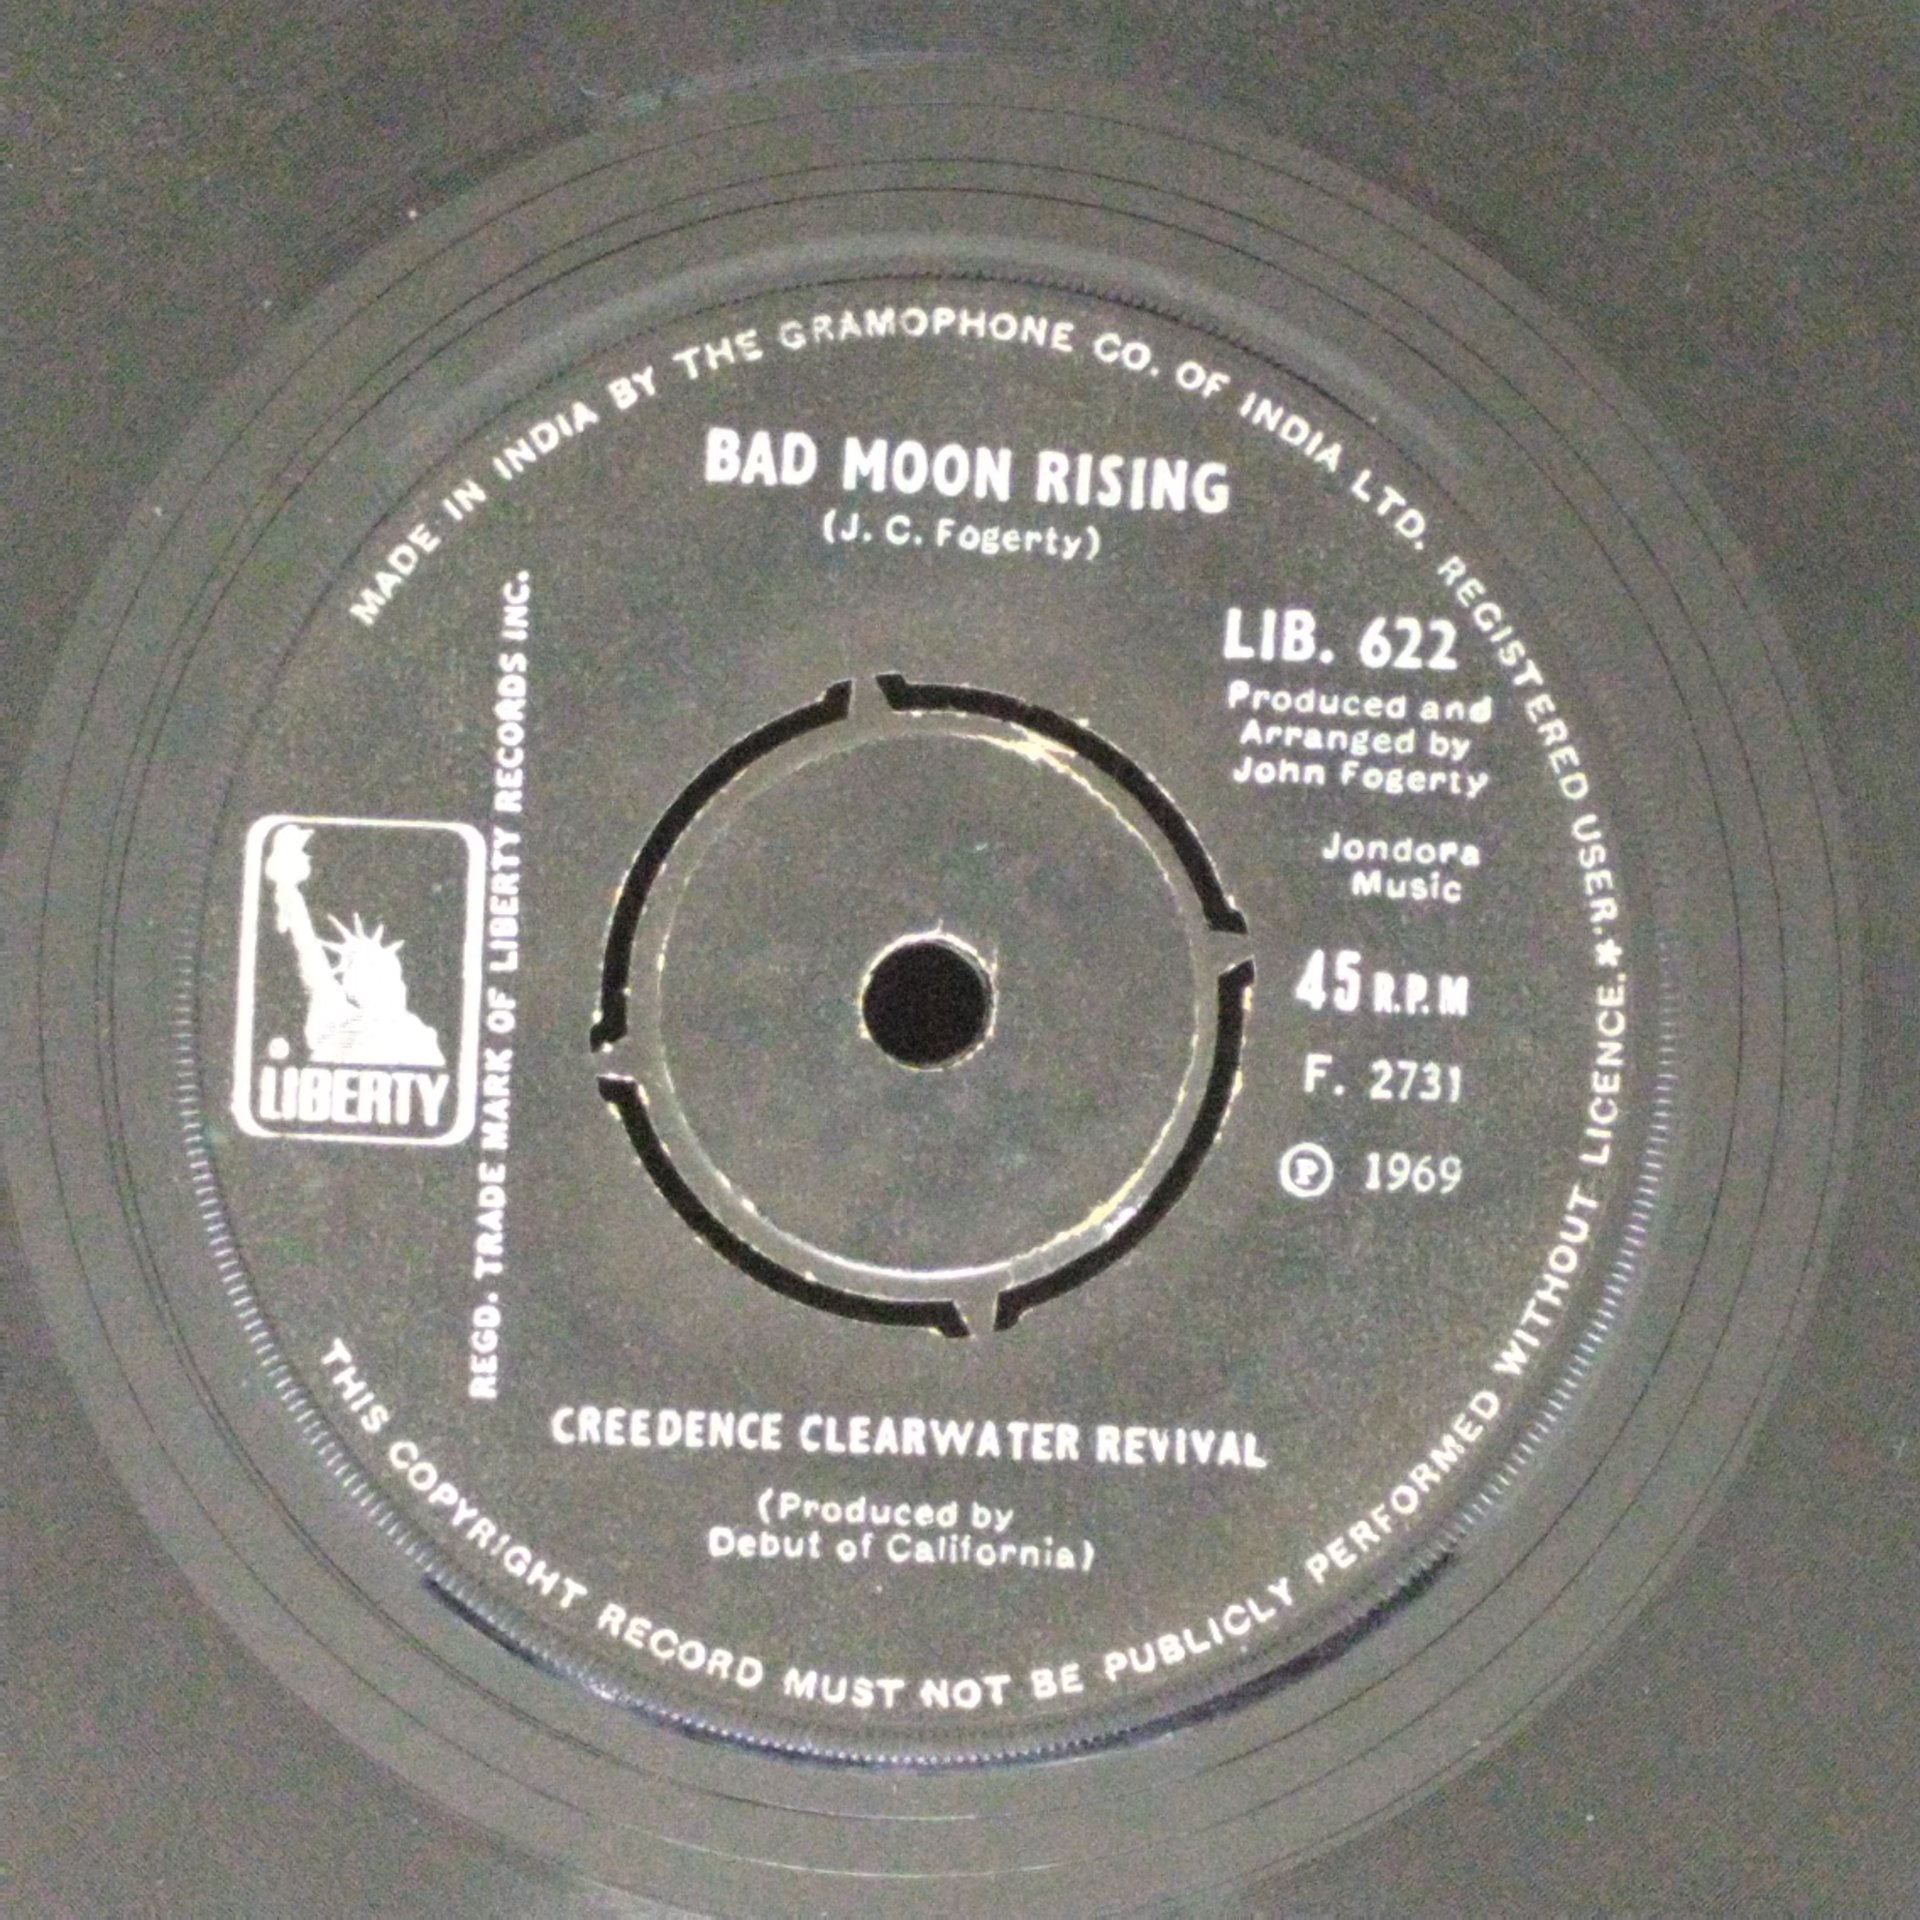 MADE IN INDIA BY THE GRAMOPHONE CO. OF INDIA LTD. REGISTERED USER.*
BAD MOON RISING
(J. C. Fogerty)
LIB. 622
Produced and
Arranged by
John Fogerty
Jondora
Music
45 R.P.M
F. 2731
Ⓟ 1969
LIBERTY
REGD. TRADE MARK OF LIBERTY RECORDS INC.
CREEDENCE CLEARWATER REVIVAL
(Produced by
Debut of California)
THIS COPYRIGHT RECORD MUST NOT BE PUBLICLY PERFORMED WITHOUT LICENCE.